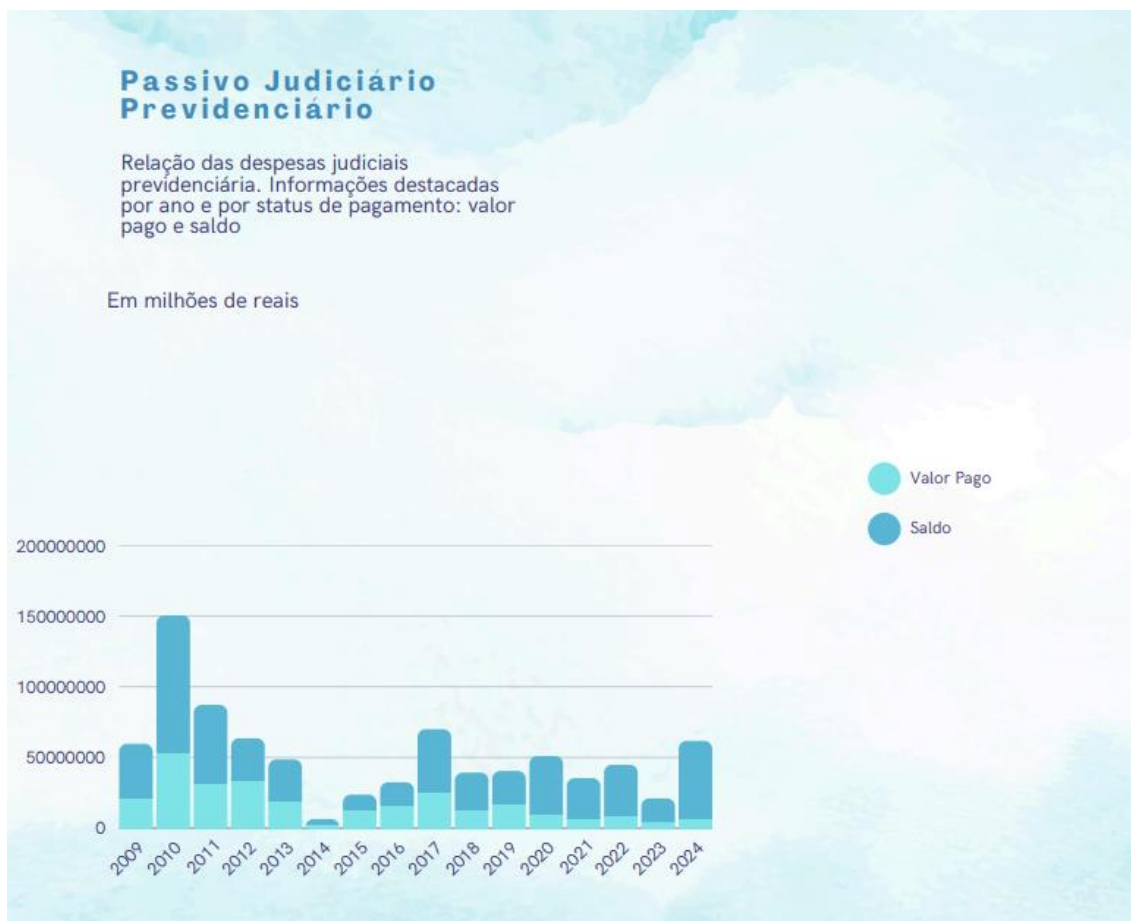 Passivo Judiciário
Previdenciário
Relação das despesas judiciais
previdenciária. Informações destacadas
por ano e por status de pagamento: valor
pago e saldo
Em milhões de reais
Valor Pago
Saldo
200000000
150000000
100000000
50000000
0
2009
2010
2011
2012
2013
2014
2015
2016
2017
2018
2019
2020
2021
2022
2023
2024